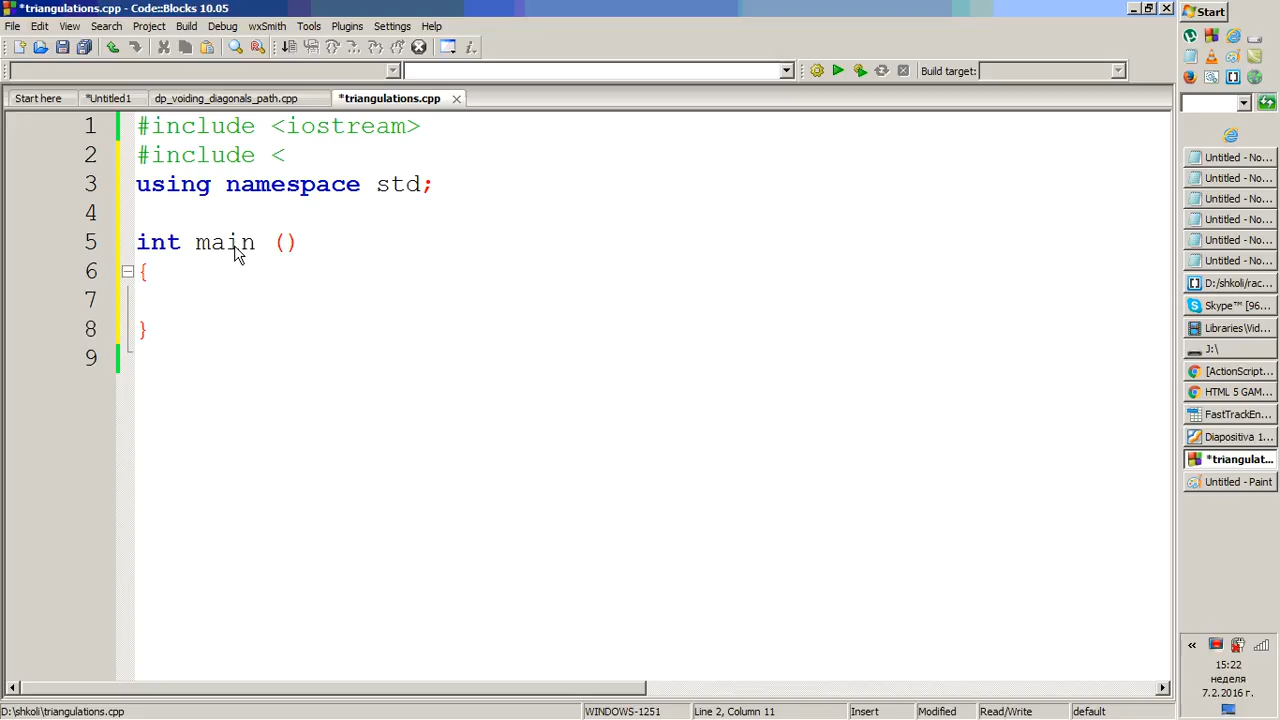 *triangulations.cpp - Code::Blocks 10.05
File Edit View Search Project Build Debug wxSmith Tools Plugins Settings Help
Build target:
Start here *Untitled1 dp_voiding_diagonals_path.cpp *triangulations.cpp
1 #include <iostream>
2 #include <
3 using namespace std;
4
5 int main ()
6 {
7
8 }
9
D:\shkoli\triangulations.cpp WINDOWS-1251 Line 2, Column 11 Insert Modified Read/Write default
Start
Untitled - No...
Untitled - No...
Untitled - No...
Untitled - No...
Untitled - No...
Untitled - No...
D:/shkoli/rac...
Skype™ [96...
Libraries\Vid...
J:\
[ActionScript...
HTML 5 GAM...
FastTrackEn...
Diapositiva 1...
*triangulat...
Untitled - Paint
15:22
неделя
7.2.2016 г.